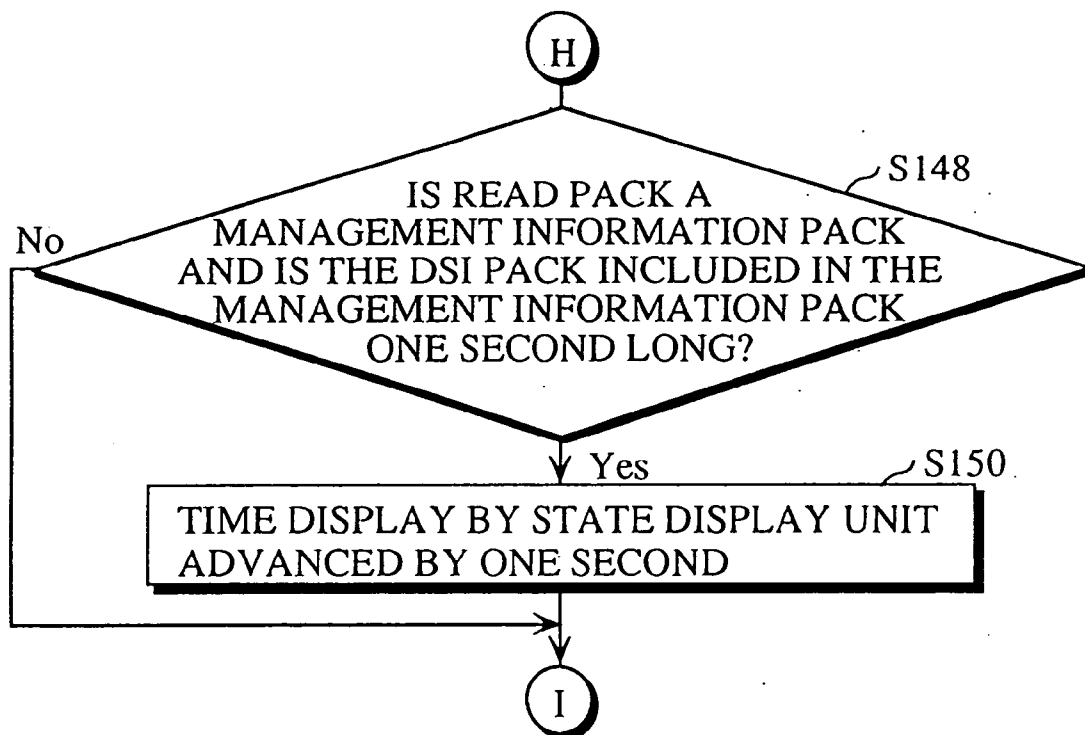 H
S148
IS READ PACK A
MANAGEMENT INFORMATION PACK
AND IS THE DSI PACK INCLUDED IN THE
MANAGEMENT INFORMATION PACK
ONE SECOND LONG?
No
Yes
S150
TIME DISPLAY BY STATE DISPLAY UNIT
ADVANCED BY ONE SECOND
I